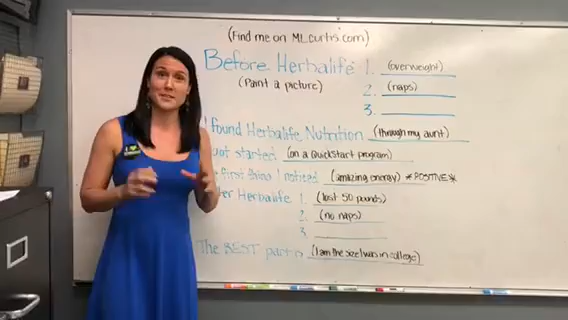 (Find me on MLCurtis.com)
Before Herbalife 1. (overweight)
(Paint a picture) 2. (naps)
3.
found Herbalife Nutrition (through my aunt)
started (on a Quickstart program)
first thing I noticed (amazing energy) *POSITIVE*
Herbalife 1. (lost 50 pounds)
2. (no naps)
3.
The BEST part is (I am the size I was in college)